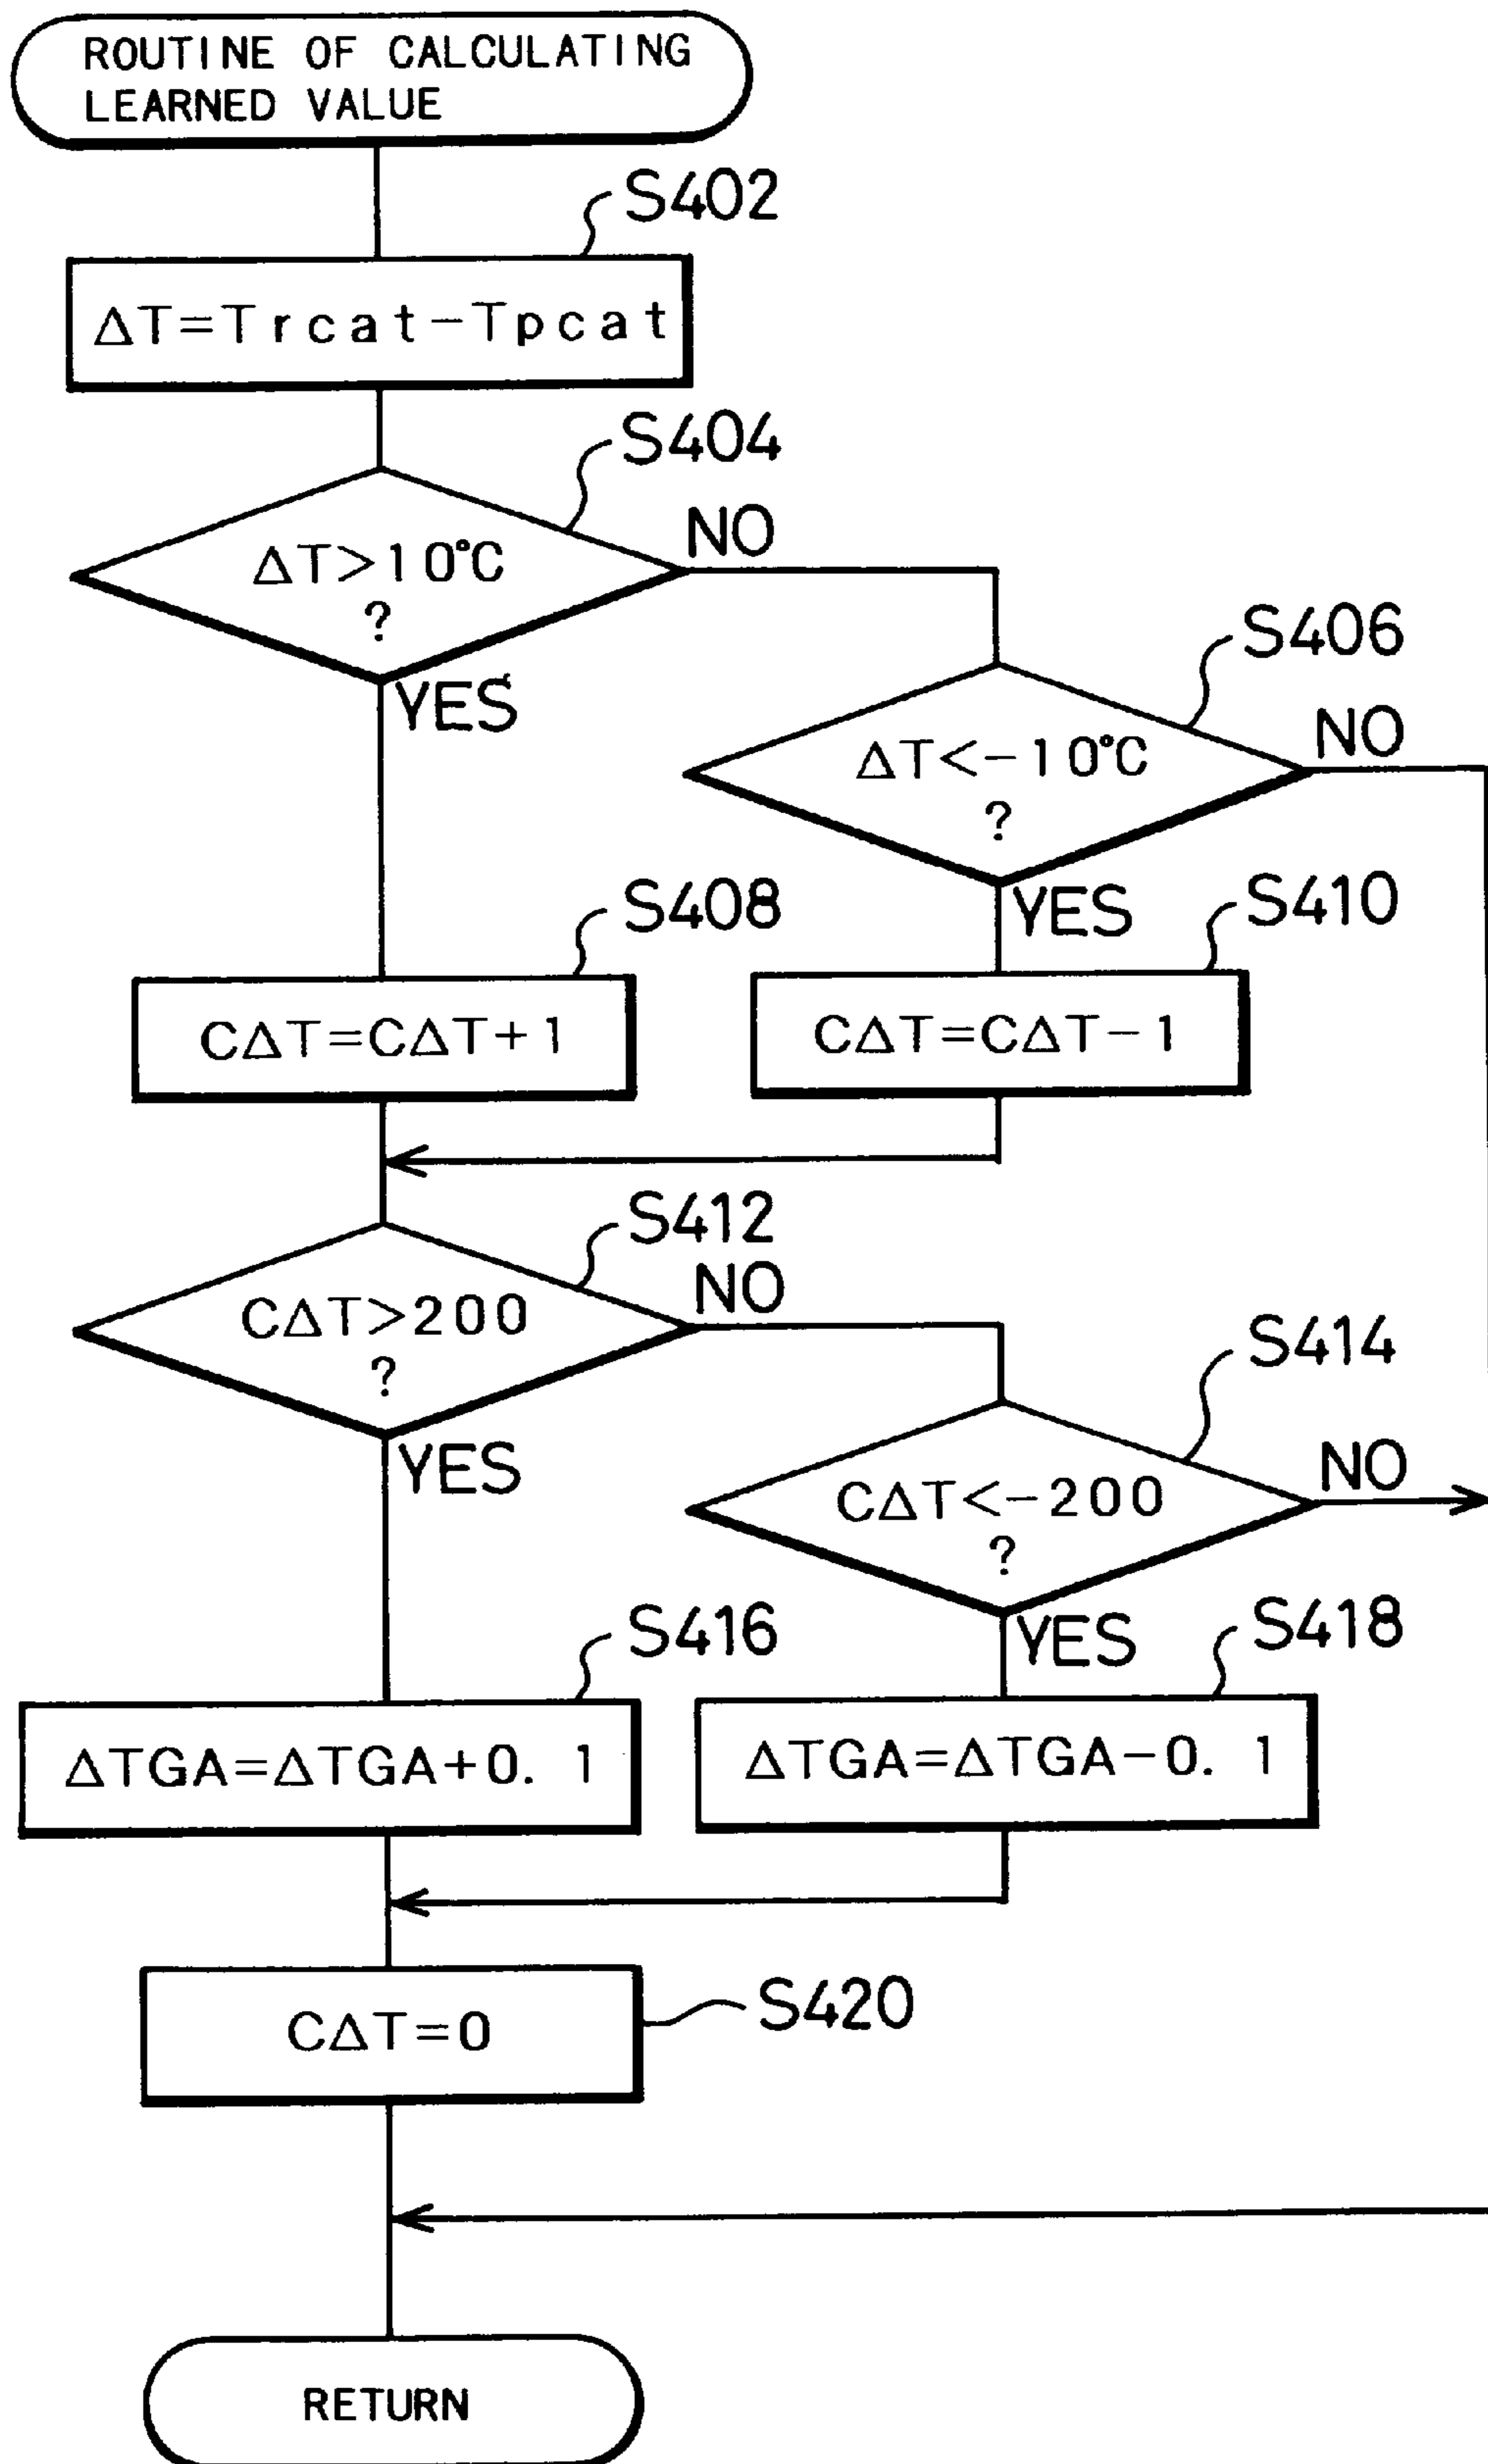 ROUTINE OF CALCULATING
LEARNED VALUE
S402
ΔT=Trcat-Tpcat
S404
NO
ΔT>10℃
?
YES
S406
NO
ΔT<-10℃
?
YES
S408
CΔT=CΔT+1
S410
CΔT=CΔT-1
S412
NO
CΔT>200
?
YES
S414
NO
CΔT<-200
?
YES
S416
ΔTGA=ΔTGA+0. 1
S418
ΔTGA=ΔTGA-0. 1
S420
CΔT=0
RETURN